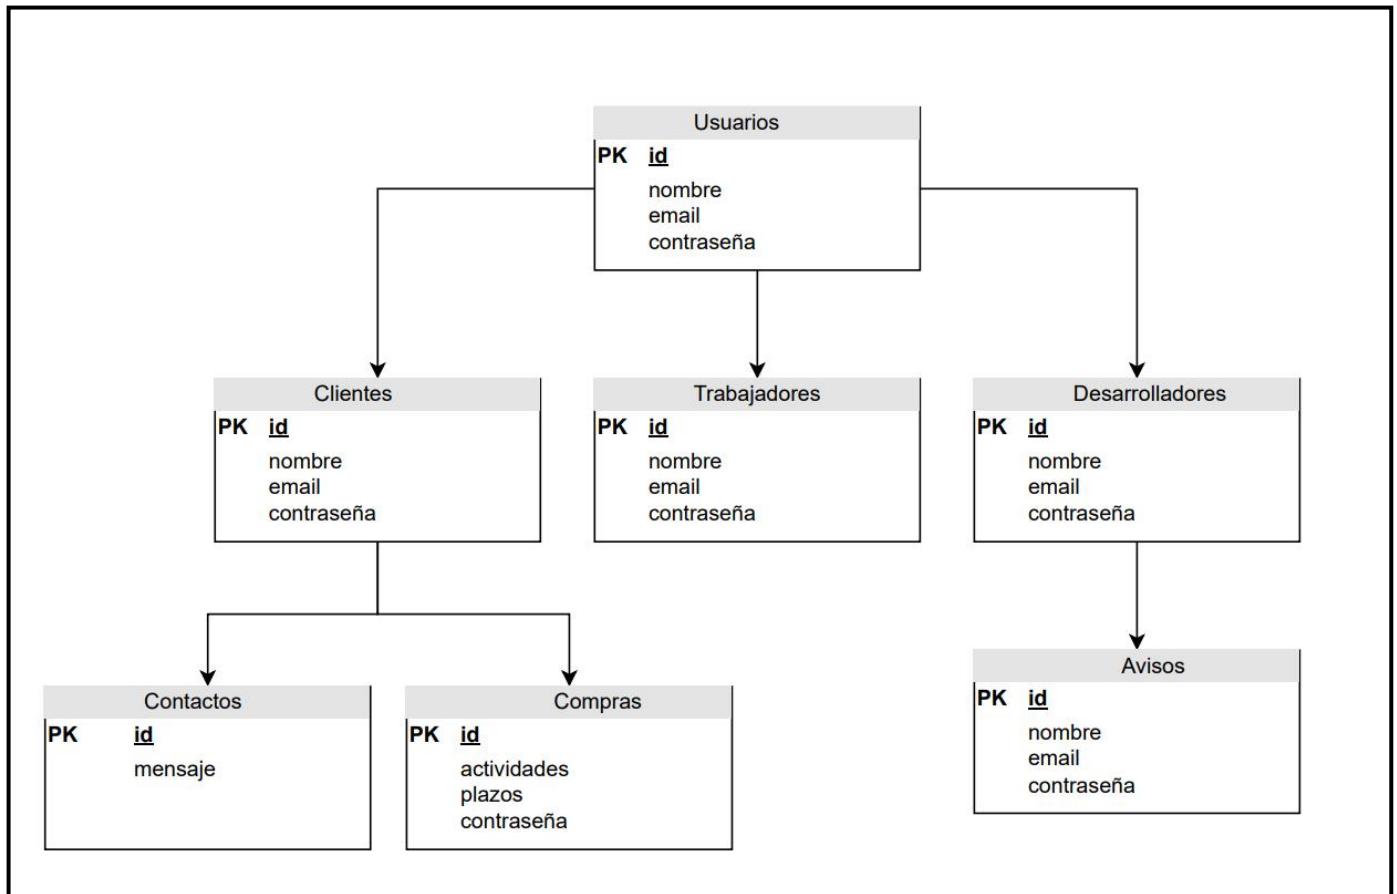 Usuarios
PK id
nombre
email
contraseña
Clientes
PK id
nombre
email
contraseña
Trabajadores
PK id
nombre
email
contraseña
Desarrolladores
PK id
nombre
email
contraseña
Contactos
PK id
mensaje
Compras
PK id
actividades
plazos
contraseña
Avisos
PK id
nombre
email
contraseña